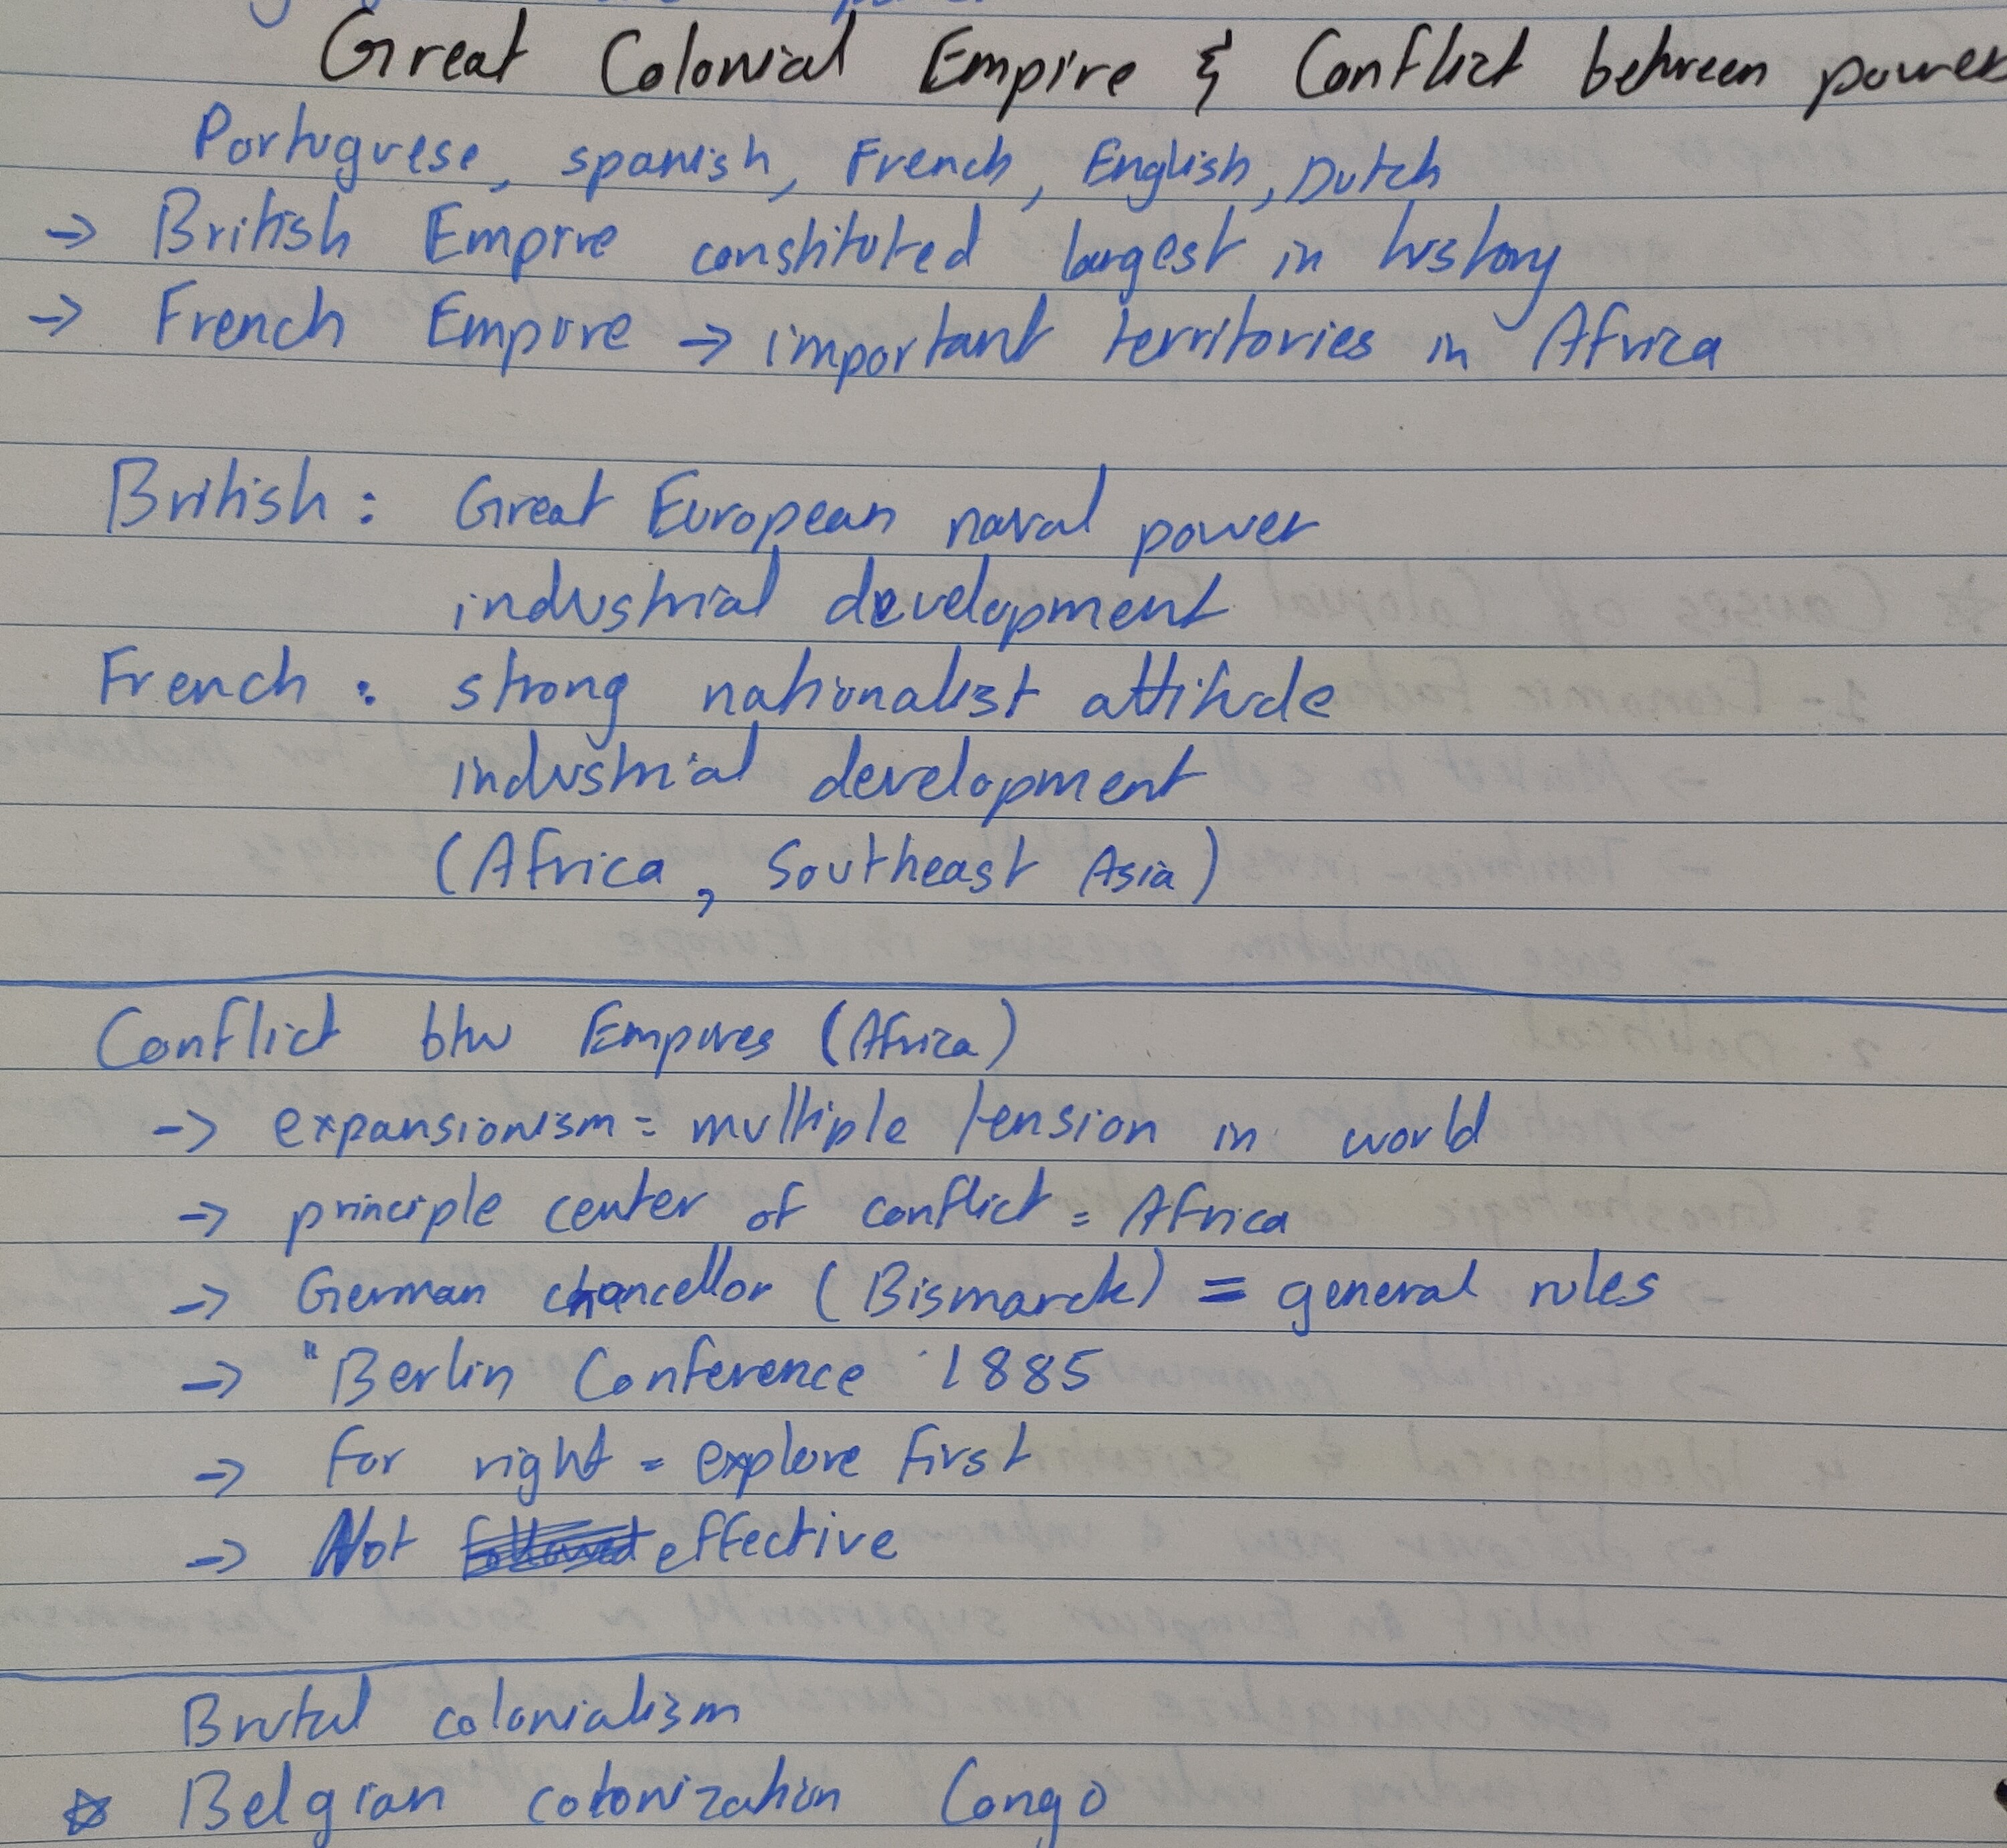 Great Colonial Empire & Conflict between power
Portuguese, spanish, French, English, Dutch
→ British Empire constituted largest in history
→ French Empire → important territories in Africa
British : Great European naval power
industrial development
French : strong nationalist attitude
industrial development
(Africa, Southeast Asia)
Conflict btw Empires (Africa)
→ expansionism = multiple tension in world
→ principle center of conflict = Africa
→ German chancellor (Bismarck) = general rules
→ "Berlin Conference 1885
→ for right = explore first
→ Not effective
Brutal colonialism
☆ Belgian colonization Congo